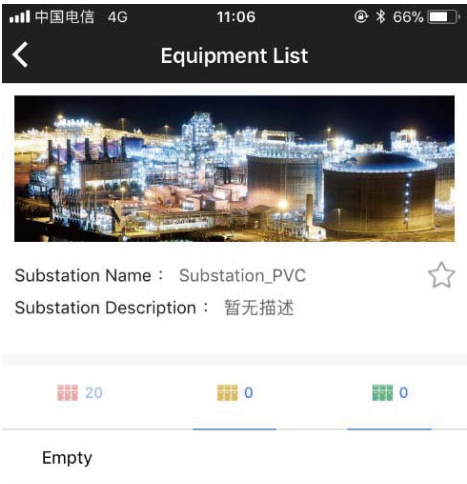 中国电信 4G 11:06 66%
Equipment List
Substation Name： Substation_PVC
Substation Description： 暂无描述
20 0 0
Empty